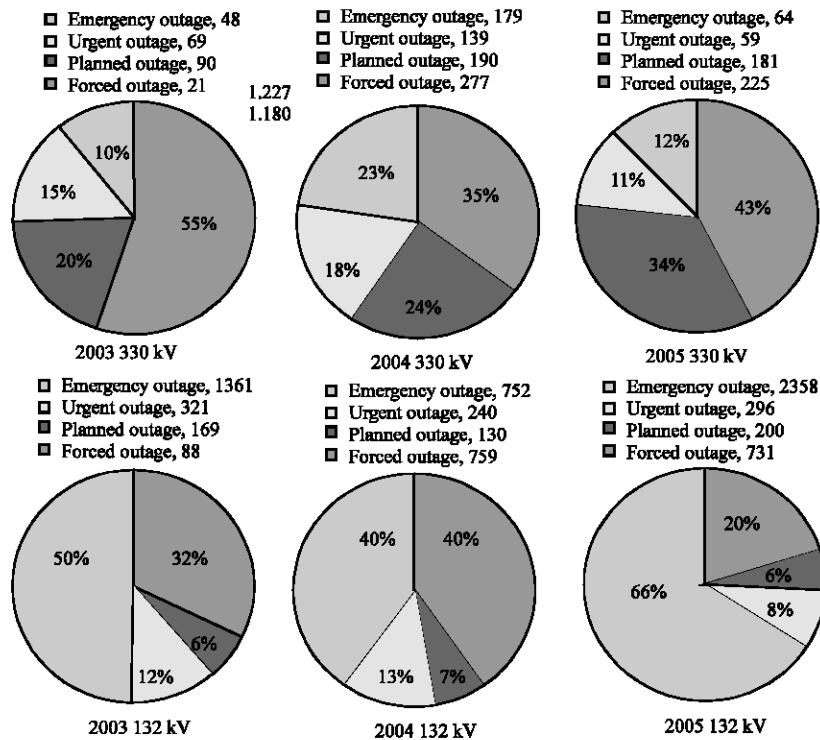 Emergency outage, 48
Urgent outage, 69
Planned outage, 90
Forced outage, 21
1.227
1.180
10%
15%
20%
55%
2003 330 kV
Emergency outage, 179
Urgent outage, 139
Planned outage, 190
Forced outage, 277
23%
35%
18%
24%
2004 330 kV
Emergency outage, 64
Urgent outage, 59
Planned outage, 181
Forced outage, 225
12%
11%
43%
34%
2005 330 kV
Emergency outage, 1361
Urgent outage, 321
Planned outage, 169
Forced outage, 88
50%
32%
6%
12%
2003 132 kV
Emergency outage, 752
Urgent outage, 240
Planned outage, 130
Forced outage, 759
40%
40%
13%
7%
2004 132 kV
Emergency outage, 2358
Urgent outage, 296
Planned outage, 200
Forced outage, 731
20%
6%
66%
8%
2005 132 kV